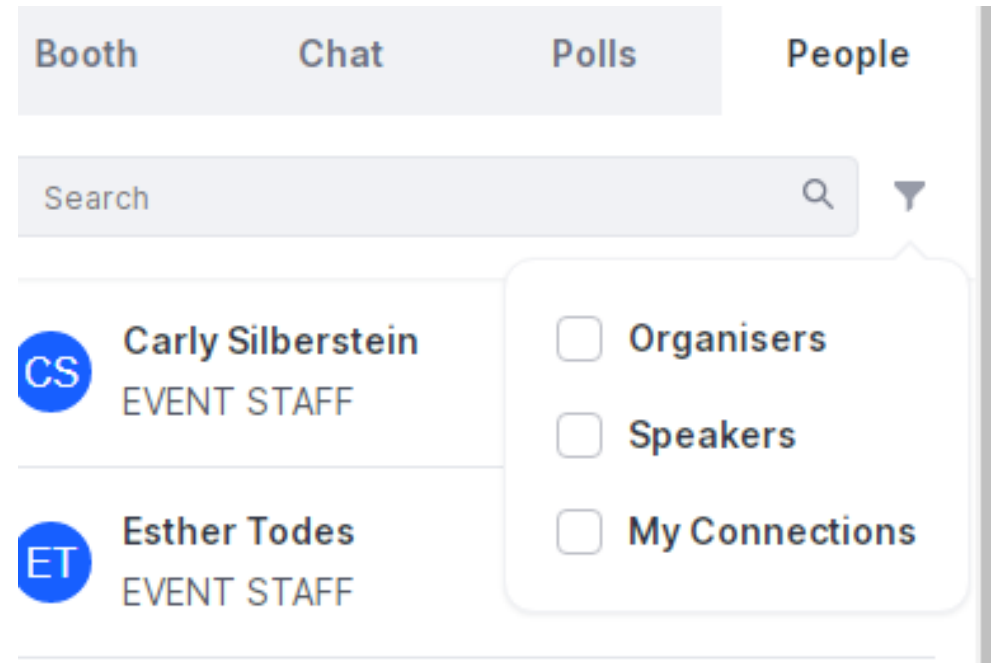 Booth Chat Polls People
Search
CS
Carly Silberstein
EVENT STAFF
ET
Esther Todes
EVENT STAFF
Organisers
Speakers
My Connections